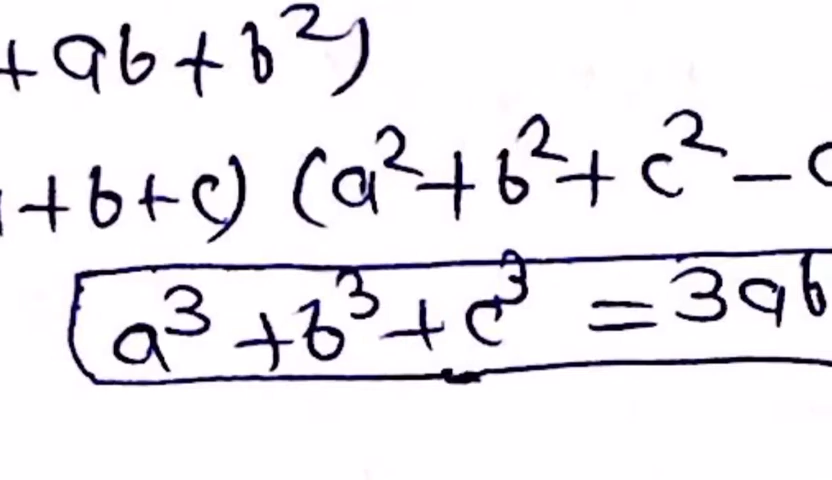 + ab + b²)
+ b + c) (a² + b² + c² -
a³ + b³ + c³ = 3ab